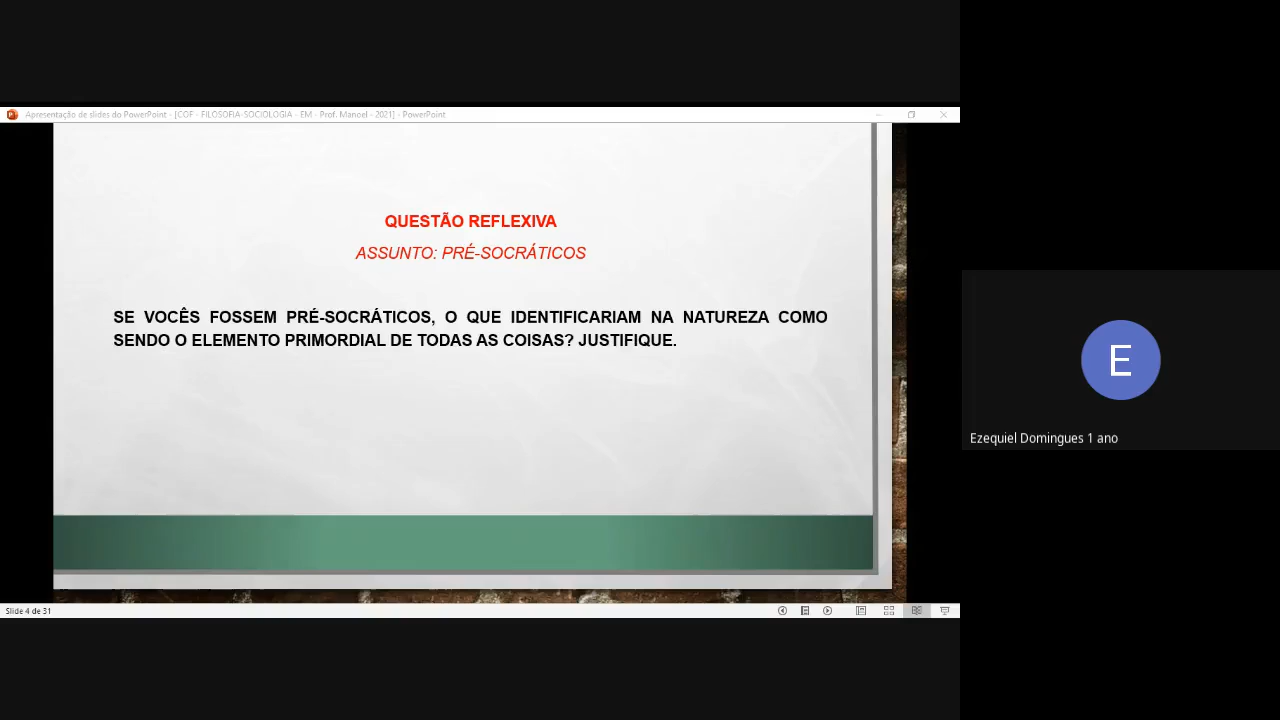 Apresentação de slides do PowerPoint - [COF - FILOSOFIA-SOCIOLOGIA - EM - Prof. Manoel - 2021] - PowerPoint
QUESTÃO REFLEXIVA
ASSUNTO: PRÉ-SOCRÁTICOS
SE VOCÊS FOSSEM PRÉ-SOCRÁTICOS, O QUE IDENTIFICARIAM NA NATUREZA COMO
SENDO O ELEMENTO PRIMORDIAL DE TODAS AS COISAS? JUSTIFIQUE.
E
Ezequiel Domingues 1 ano
Slide 4 de 31